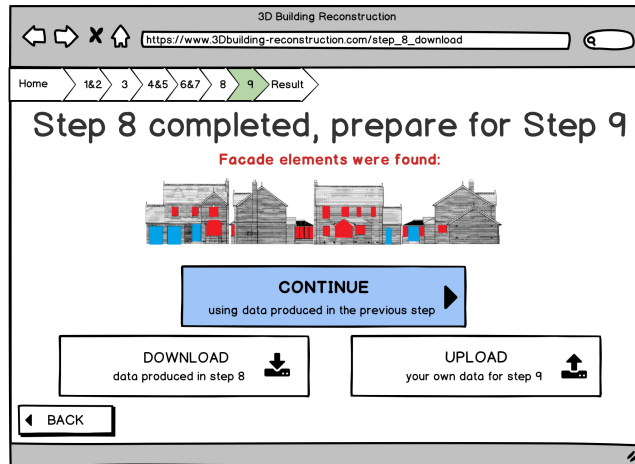 3D Building Reconstruction
https://www.3Dbuilding-reconstruction.com/step_8_download
Home 1&2 3 4&5 6&7 8 9 Result
Step 8 completed, prepare for Step 9
Facade elements were found:
CONTINUE
using data produced in the previous step
DOWNLOAD
data produced in step 8
UPLOAD
your own data for step 9
BACK